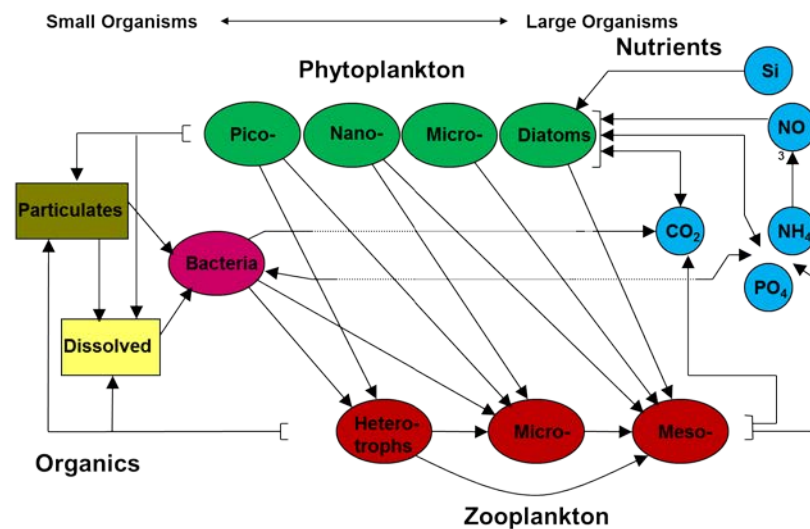 Small Organisms
Large Organisms
Nutrients
Phytoplankton
Si
Pico-
Nano-
Micro-
Diatoms
NO
3
Particulates
Bacteria
CO2
NH4
PO4
Dissolved
Hetero-
trophs
Micro-
Meso-
Organics
Zooplankton